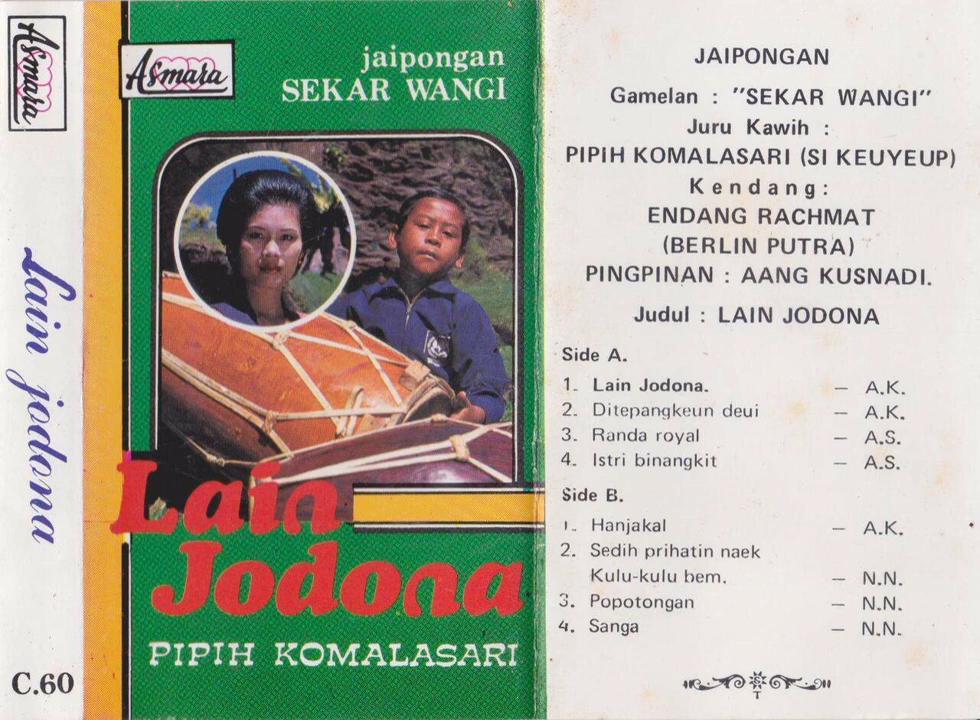 Asmara
Lain jodona
C.60
Asmara
jaipongan
SEKAR WANGI
Lain
Jodona
PIPIH KOMALASARI
JAIPONGAN
Gamelan : "SEKAR WANGI"
Juru Kawih :
PIPIH KOMALASARI (SI KEUYEUP)
Kendang:
ENDANG RACHMAT
(BERLIN PUTRA)
PINGPINAN : AANG KUSNADI.
Judul : LAIN JODONA
Side A.
1. Lain Jodona. – A.K.
2. Ditepangkeun deui – A.K.
3. Randa royal – A.S.
4. Istri binangkit – A.S.
Side B.
1. Hanjakal – A.K.
2. Sedih prihatin naek
Kulu-kulu bem. – N.N.
3. Popotongan – N.N.
4. Sanga – N.N.
S
T